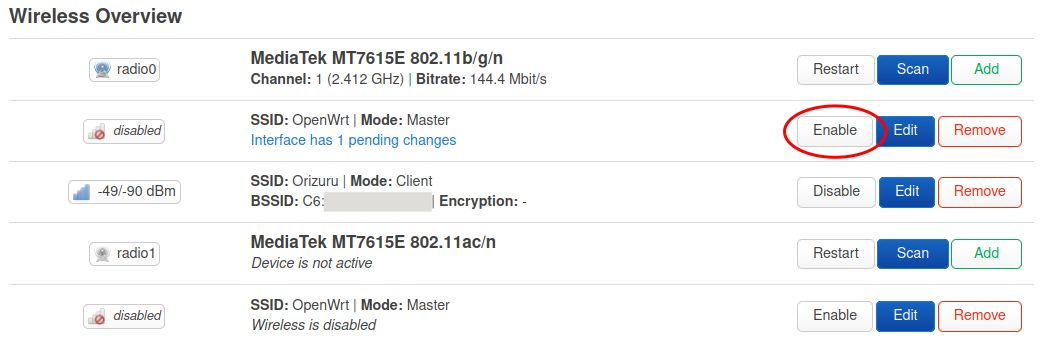 Wireless Overview
radio0
MediaTek MT7615E 802.11b/g/n
Channel: 1 (2.412 GHz) | Bitrate: 144.4 Mbit/s
Restart Scan Add
disabled
SSID: OpenWrt | Mode: Master
Interface has 1 pending changes
Enable Edit Remove
-49/-90 dBm
SSID: Orizuru | Mode: Client
BSSID: C6: | Encryption: -
Disable Edit Remove
radio1
MediaTek MT7615E 802.11ac/n
Device is not active
Restart Scan Add
disabled
SSID: OpenWrt | Mode: Master
Wireless is disabled
Enable Edit Remove